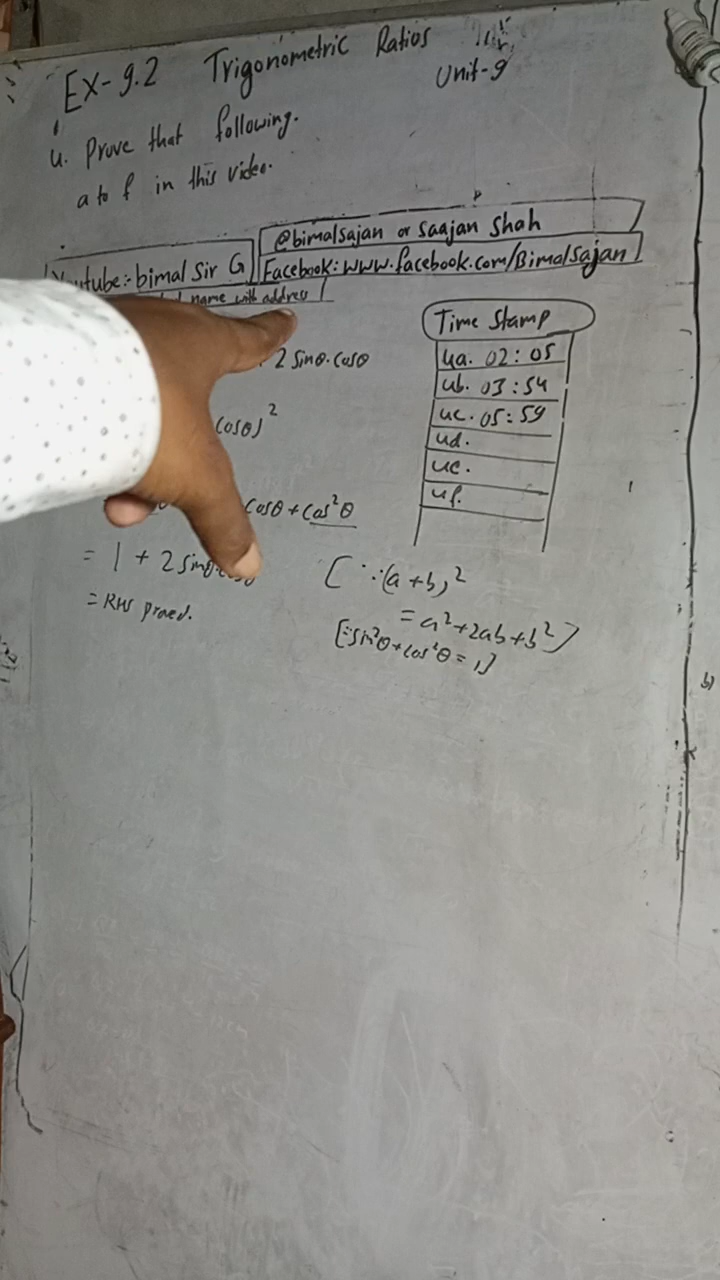 Ex-9.2 Trigonometric Ratios
Unit-9
4. Prove that following.
a to f in this video.
@bimalsajan or Saajan Shah
Youtube:- bimal Sir G
Facebook: www.facebook.com/Bimalsajan
name with address
Time Stamp
4a. 02:05
4b. 03:54
4c. 05:59
4d.
4e.
4f.
2 sinθ.cosθ
cosθ)²
cosθ + cos²θ
= 1 + 2 sinθ.
= RHS proved.
[∵(a+b)²
= a²+2ab+b²]
[∵sin²θ+cos²θ = 1]
b)